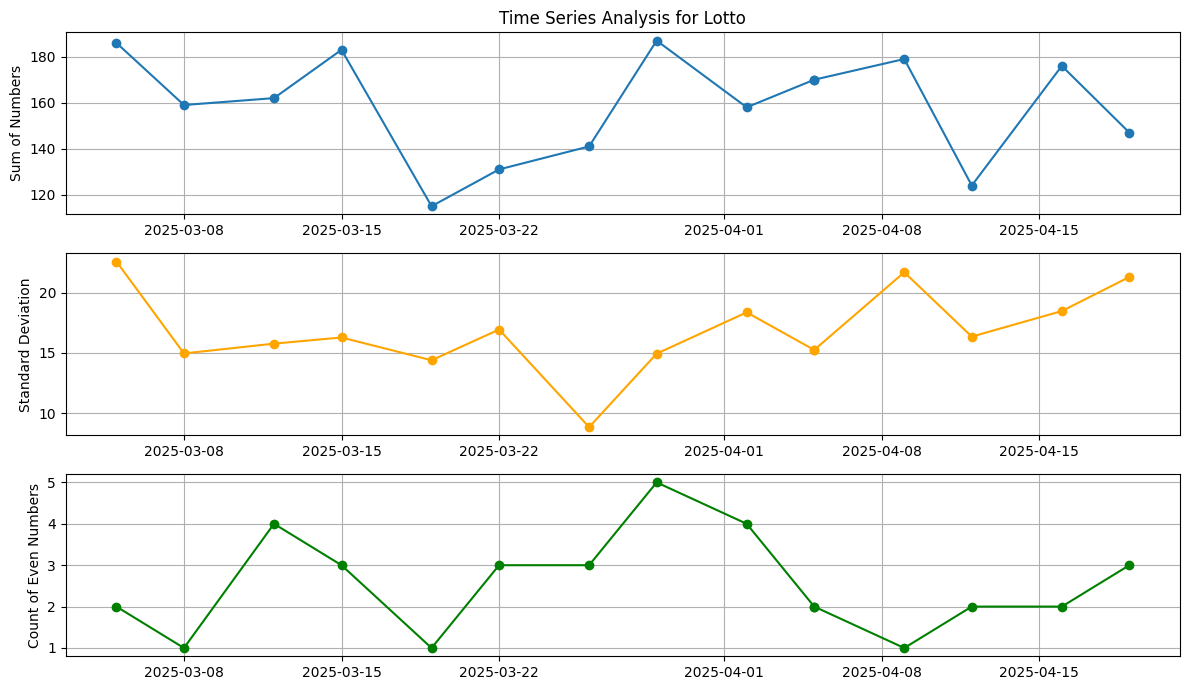 Time Series Analysis for Lotto
Sum of Numbers
180
160
140
120
2025-03-08 2025-03-15 2025-03-22 2025-04-01 2025-04-08 2025-04-15
Standard Deviation
20
15
10
2025-03-08 2025-03-15 2025-03-22 2025-04-01 2025-04-08 2025-04-15
Count of Even Numbers
5
4
3
2
1
2025-03-08 2025-03-15 2025-03-22 2025-04-01 2025-04-08 2025-04-15